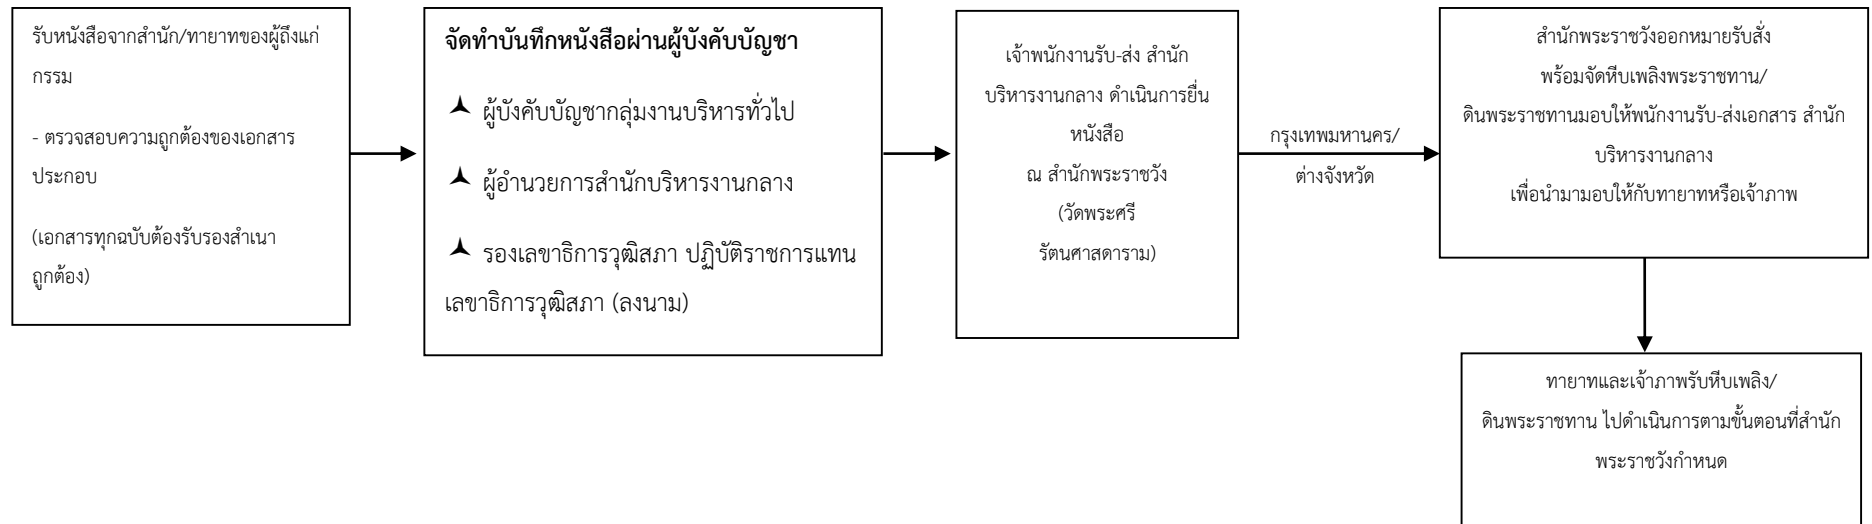 รับหนังสือจากสำนัก/ทายาทของผู้ถึงแก่
กรรม
- ตรวจสอบความถูกต้องของเอกสาร
ประกอบ
(เอกสารทุกฉบับต้องรับรองสำเนา
ถูกต้อง)
จัดทำบันทึกหนังสือผ่านผู้บังคับบัญชา
ผู้บังคับบัญชากลุ่มงานบริหารทั่วไป
ผู้อำนวยการสำนักบริหารงานกลาง
รองเลขาธิการวุฒิสภา ปฏิบัติราชการแทน
เลขาธิการวุฒิสภา (ลงนาม)
เจ้าพนักงานรับ-ส่ง สำนัก
บริหารงานกลาง ดำเนินการยื่น
หนังสือ
ณ สำนักพระราชวัง
(วัดพระศรี
รัตนศาสดาราม)
กรุงเทพมหานคร/
ต่างจังหวัด
สำนักพระราชวังออกหมายรับสั่ง
พร้อมจัดหีบเพลิงพระราชทาน/
ดินพระราชทานมอบให้พนักงานรับ-ส่งเอกสาร สำนัก
บริหารงานกลาง
เพื่อนำมามอบให้กับทายาทหรือเจ้าภาพ
ทายาทและเจ้าภาพรับหีบเพลิง/
ดินพระราชทาน ไปดำเนินการตามขั้นตอนที่สำนัก
พระราชวังกำหนด